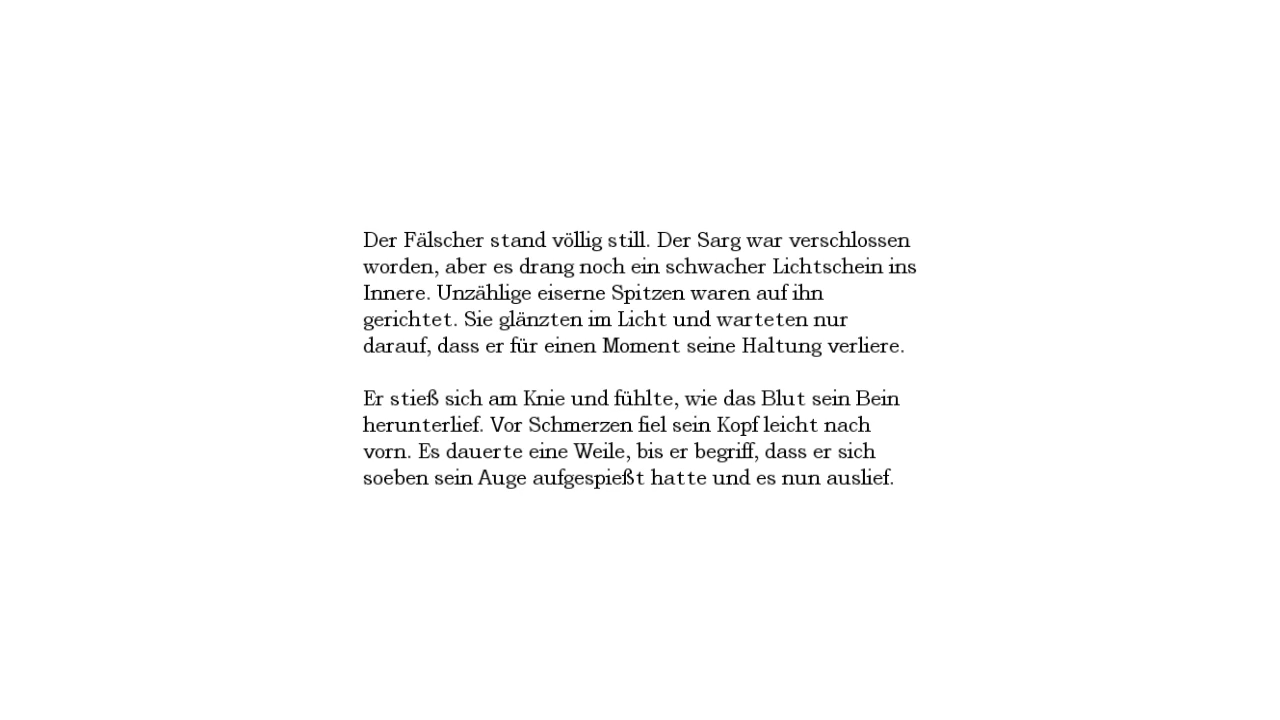 Der Fälscher stand völlig still. Der Sarg war verschlossen
worden, aber es drang noch ein schwacher Lichtschein ins
Innere. Unzählige eiserne Spitzen waren auf ihn
gerichtet. Sie glänzten im Licht und warteten nur
darauf, dass er für einen Moment seine Haltung verliere.

Er stieß sich am Knie und fühlte, wie das Blut sein Bein
herunterlief. Vor Schmerzen fiel sein Kopf leicht nach
vorn. Es dauerte eine Weile, bis er begriff, dass er sich
soeben sein Auge aufgespießt hatte und es nun auslief.